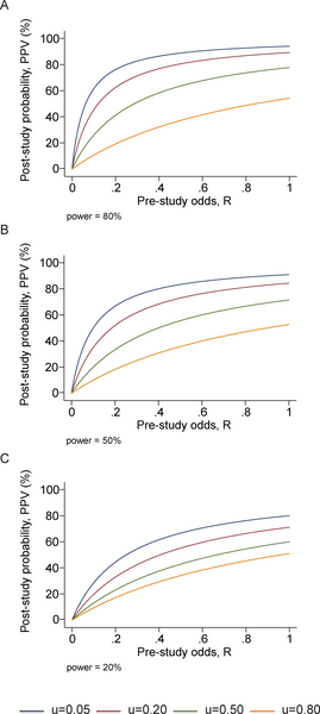 A
Post-study probability, PPV (%)
100
80
60
40
20
0
0 .2 .4 .6 .8 1
Pre-study odds, R
power = 80%
B
Post-study probability, PPV (%)
100
80
60
40
20
0
0 .2 .4 .6 .8 1
Pre-study odds, R
power = 50%
C
Post-study probability, PPV (%)
100
80
60
40
20
0
0 .2 .4 .6 .8 1
Pre-study odds, R
power = 20%
u=0.05 u=0.20 u=0.50 u=0.80